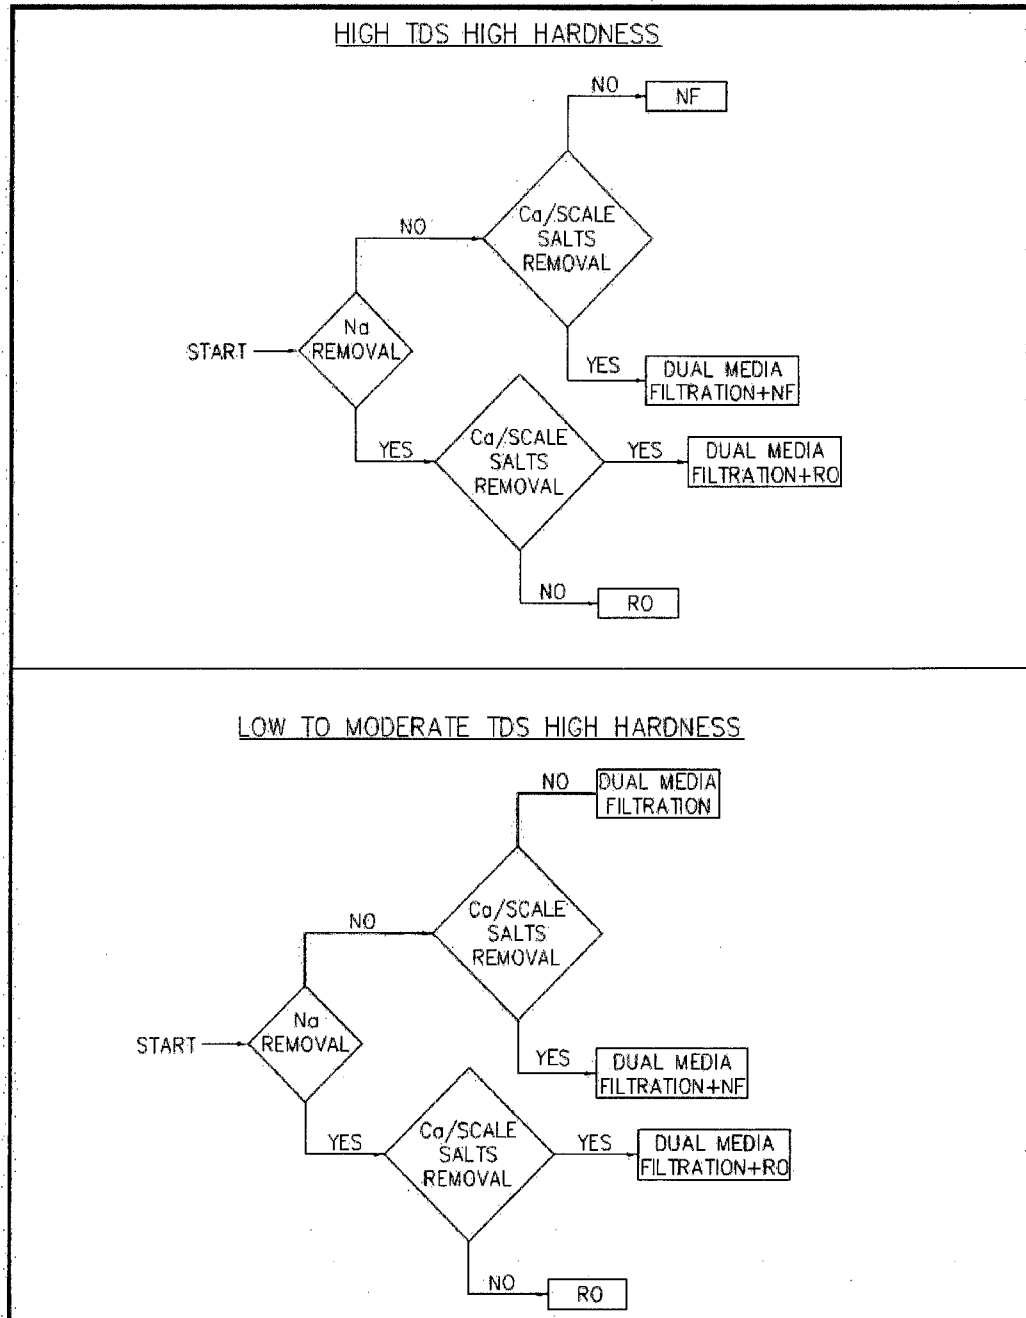 HIGH TDS HIGH HARDNESS
NO
NF
Ca/SCALE
SALTS
REMOVAL
NO
Na
REMOVAL
START
YES
DUAL MEDIA
FILTRATION+NF
YES
Ca/SCALE
SALTS
REMOVAL
YES
DUAL MEDIA
FILTRATION+RO
NO
RO
LOW TO MODERATE TDS HIGH HARDNESS
NO
DUAL MEDIA
FILTRATION
Ca/SCALE
SALTS
REMOVAL
NO
Na
REMOVAL
START
YES
DUAL MEDIA
FILTRATION+NF
YES
Ca/SCALE
SALTS
REMOVAL
YES
DUAL MEDIA
FILTRATION+RO
NO
RO